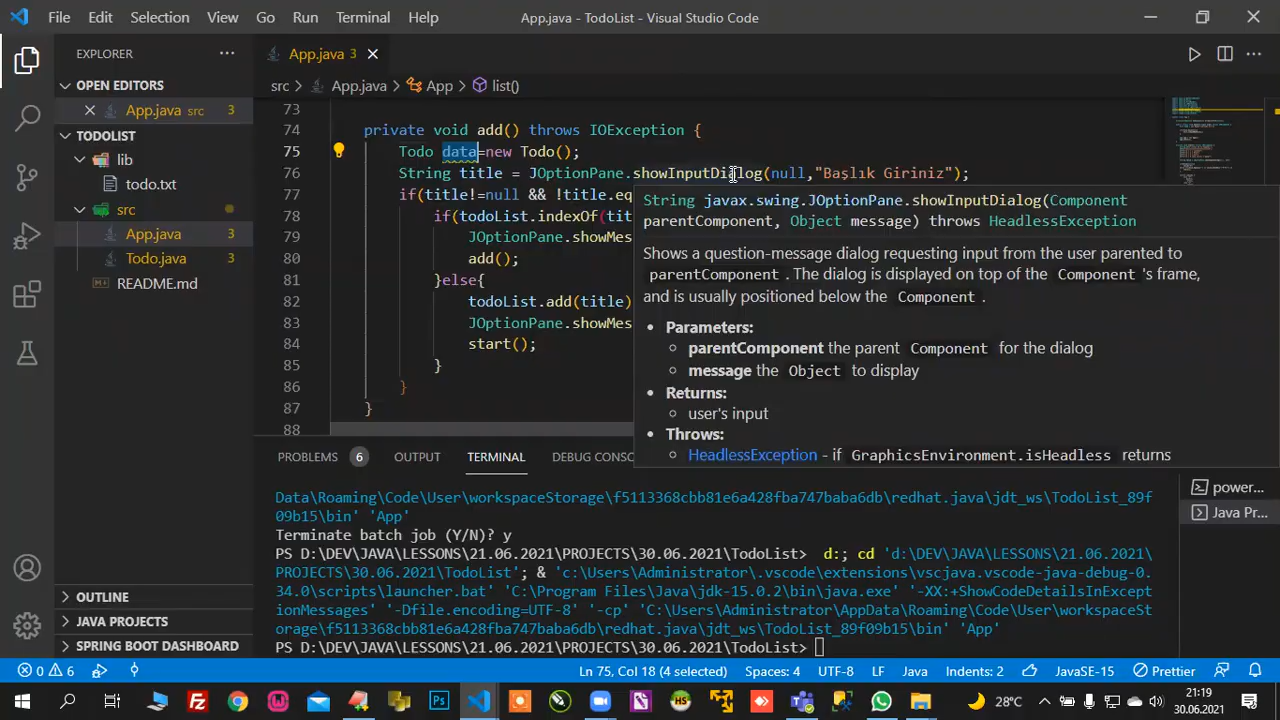 File Edit Selection View Go Run Terminal Help App.java - TodoList - Visual Studio Code
EXPLORER
App.java 3
OPEN EDITORS
App.java src 3
TODOLIST
lib
todo.txt
src
App.java 3
Todo.java 3
README.md
OUTLINE
JAVA PROJECTS
SPRING BOOT DASHBOARD
src > App.java > App > list()
73
74 private void add() throws IOException {
75 Todo data=new Todo();
76 String title = JOptionPane.showInputDialog(null,"Başlık Giriniz");
77 if(title!=null && !title.eq
78 if(todoList.indexOf(tit
79 JOptionPane.showMes
80 add();
81 }else{
82 todoList.add(title)
83 JOptionPane.showMes
84 start();
85 }
86 }
87 }
88
String javax.swing.JOptionPane.showInputDialog(Component
parentComponent, Object message) throws HeadlessException
Shows a question-message dialog requesting input from the user parented to
parentComponent . The dialog is displayed on top of the Component 's frame,
and is usually positioned below the Component .
• Parameters:
parentComponent the parent Component for the dialog
message the Object to display
• Returns:
user's input
• Throws:
HeadlessException - if GraphicsEnvironment.isHeadless returns
PROBLEMS 6 OUTPUT TERMINAL DEBUG CONS
Data\Roaming\Code\User\workspaceStorage\f5113368cbb81e6a428fba747baba6db\redhat.java\jdt_ws\TodoList_89f
09b15\bin' 'App'
Terminate batch job (Y/N)? y
PS D:\DEV\JAVA\LESSONS\21.06.2021\PROJECTS\30.06.2021\TodoList> d:; cd 'd:\DEV\JAVA\LESSONS\21.06.2021\
PROJECTS\30.06.2021\TodoList'; & 'c:\Users\Administrator\.vscode\extensions\vscjava.vscode-java-debug-0.
34.0\scripts\launcher.bat' 'C:\Program Files\Java\jdk-15.0.2\bin\java.exe' '-XX:+ShowCodeDetailsInExcept
ionMessages' '-Dfile.encoding=UTF-8' '-cp' 'C:\Users\Administrator\AppData\Roaming\Code\User\workspaceSt
orage\f5113368cbb81e6a428fba747baba6db\redhat.java\jdt_ws\TodoList_89f09b15\bin' 'App'
PS D:\DEV\JAVA\LESSONS\21.06.2021\PROJECTS\30.06.2021\TodoList>
power...
Java Pr...
0 6 Ln 75, Col 18 (4 selected) Spaces: 4 UTF-8 LF Java Indents: 2 JavaSE-15 Prettier
28°C 21:19
30.06.2021